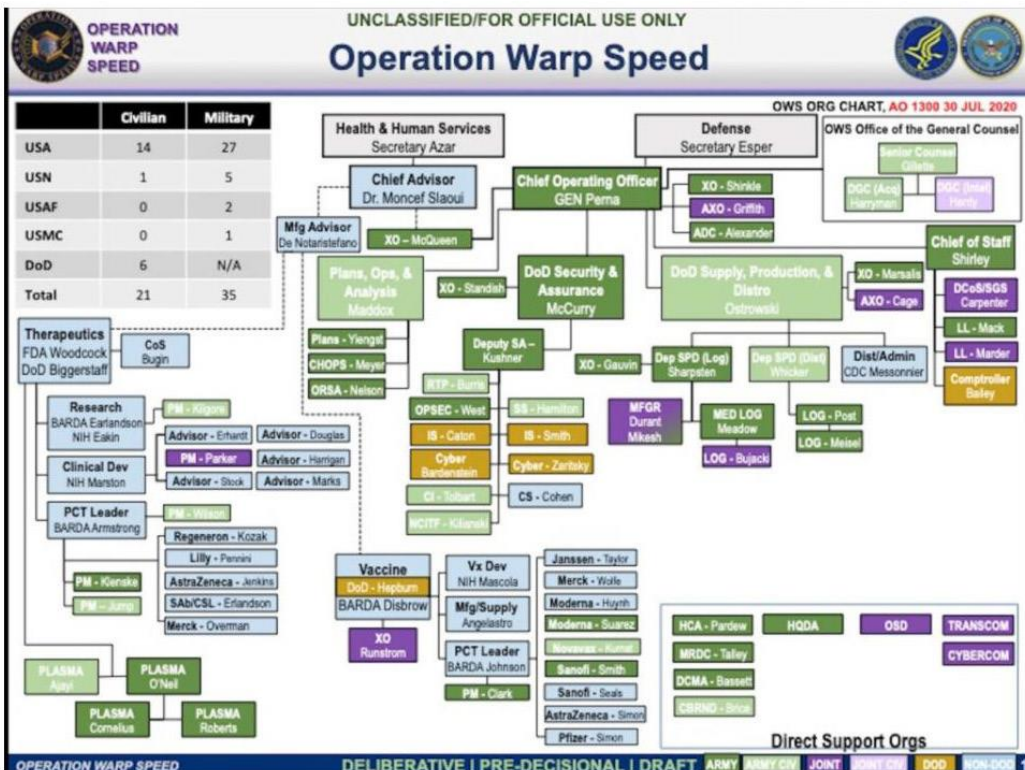 OPERATION
WARP
SPEED
UNCLASSIFIED/FOR OFFICIAL USE ONLY
Operation Warp Speed
OWS ORG CHART, AO 1300 30 JUL 2020
Civilian Military
USA 14 27
USN 1 5
USAF 0 2
USMC 0 1
DoD 6 N/A
Total 21 35
Health & Human Services
Secretary Azar
Defense
Secretary Esper
OWS Office of the General Counsel
Senior Counsel
Gillette
DGC (Acq)
Harryman
DGC (Intel)
Henty
Chief Advisor
Dr. Moncef Slaoui
Chief Operating Officer
GEN Perna
XO - Shinkle
AXO - Griffith
ADC - Alexander
Mfg Advisor
De Notaristefano
XO – McQueen
Chief of Staff
Shirley
DCoS/SGS
Carpenter
LL - Mack
LL - Marder
Comptroller
Bailey
Plans, Ops, &
Analysis
Maddox
Plans - Yiengst
CHOPS - Meyer
ORSA - Nelson
XO - Standish
DoD Security &
Assurance
McCurry
Deputy SA –
Kushner
RTP - Burris
OPSEC - West
SS - Hamilton
IS - Caton
IS - Smith
Cyber
Bardenstein
Cyber - Zaritsky
CI - Tolbart
CS - Cohen
NCITF - Kilianski
DoD Supply, Production, &
Distro
Ostrowski
XO - Marsalis
AXO - Cage
XO - Gauvin
Dep SPD (Log)
Sharpsten
Dep SPD (Dist)
Whicker
Dist/Admin
CDC Messonnier
MFGR
Durant
Mikesh
MED LOG
Meadow
LOG - Bujacki
LOG - Post
LOG - Meisel
Therapeutics
FDA Woodcock
DoD Biggerstaff
CoS
Bugin
Research
BARDA Earlandson
NIH Eakin
PM - Kilgore
Clinical Dev
NIH Marston
Advisor - Erhardt
Advisor - Douglas
PM - Parker
Advisor - Harrigan
Advisor - Stock
Advisor - Marks
PCT Leader
BARDA Armstrong
PM - Wilson
Regeneron - Kozak
Lilly - Pennini
PM - Klenske
AstraZeneca - Jenkins
PM – Jump
SAb/CSL - Erlandson
Merck - Overman
PLASMA
Ajayi
PLASMA
O'Neil
PLASMA
Cornelius
PLASMA
Roberts
Vaccine
DoD - Hepburn
BARDA Disbrow
XO
Runstrom
Vx Dev
NIH Mascola
Mfg/Supply
Angelastro
PCT Leader
BARDA Johnson
PM - Clark
Janssen - Taylor
Merck - Wolfe
Moderna - Huynh
Moderna - Suarez
Novavax - Kumat
Sanofi - Smith
Sanofi - Seals
AstraZeneca - Simon
Pfizer - Simon
HCA - Pardew
HQDA
OSD
TRANSCOM
MRDC - Talley
CYBERCOM
DCMA - Bassett
CBRND - Brice
Direct Support Orgs
OPERATION WARP SPEED
DELIBERATIVE | PRE-DECISIONAL | DRAFT
ARMY ARMY CIV JOINT JOINT CIV DOD NON-DOD 1